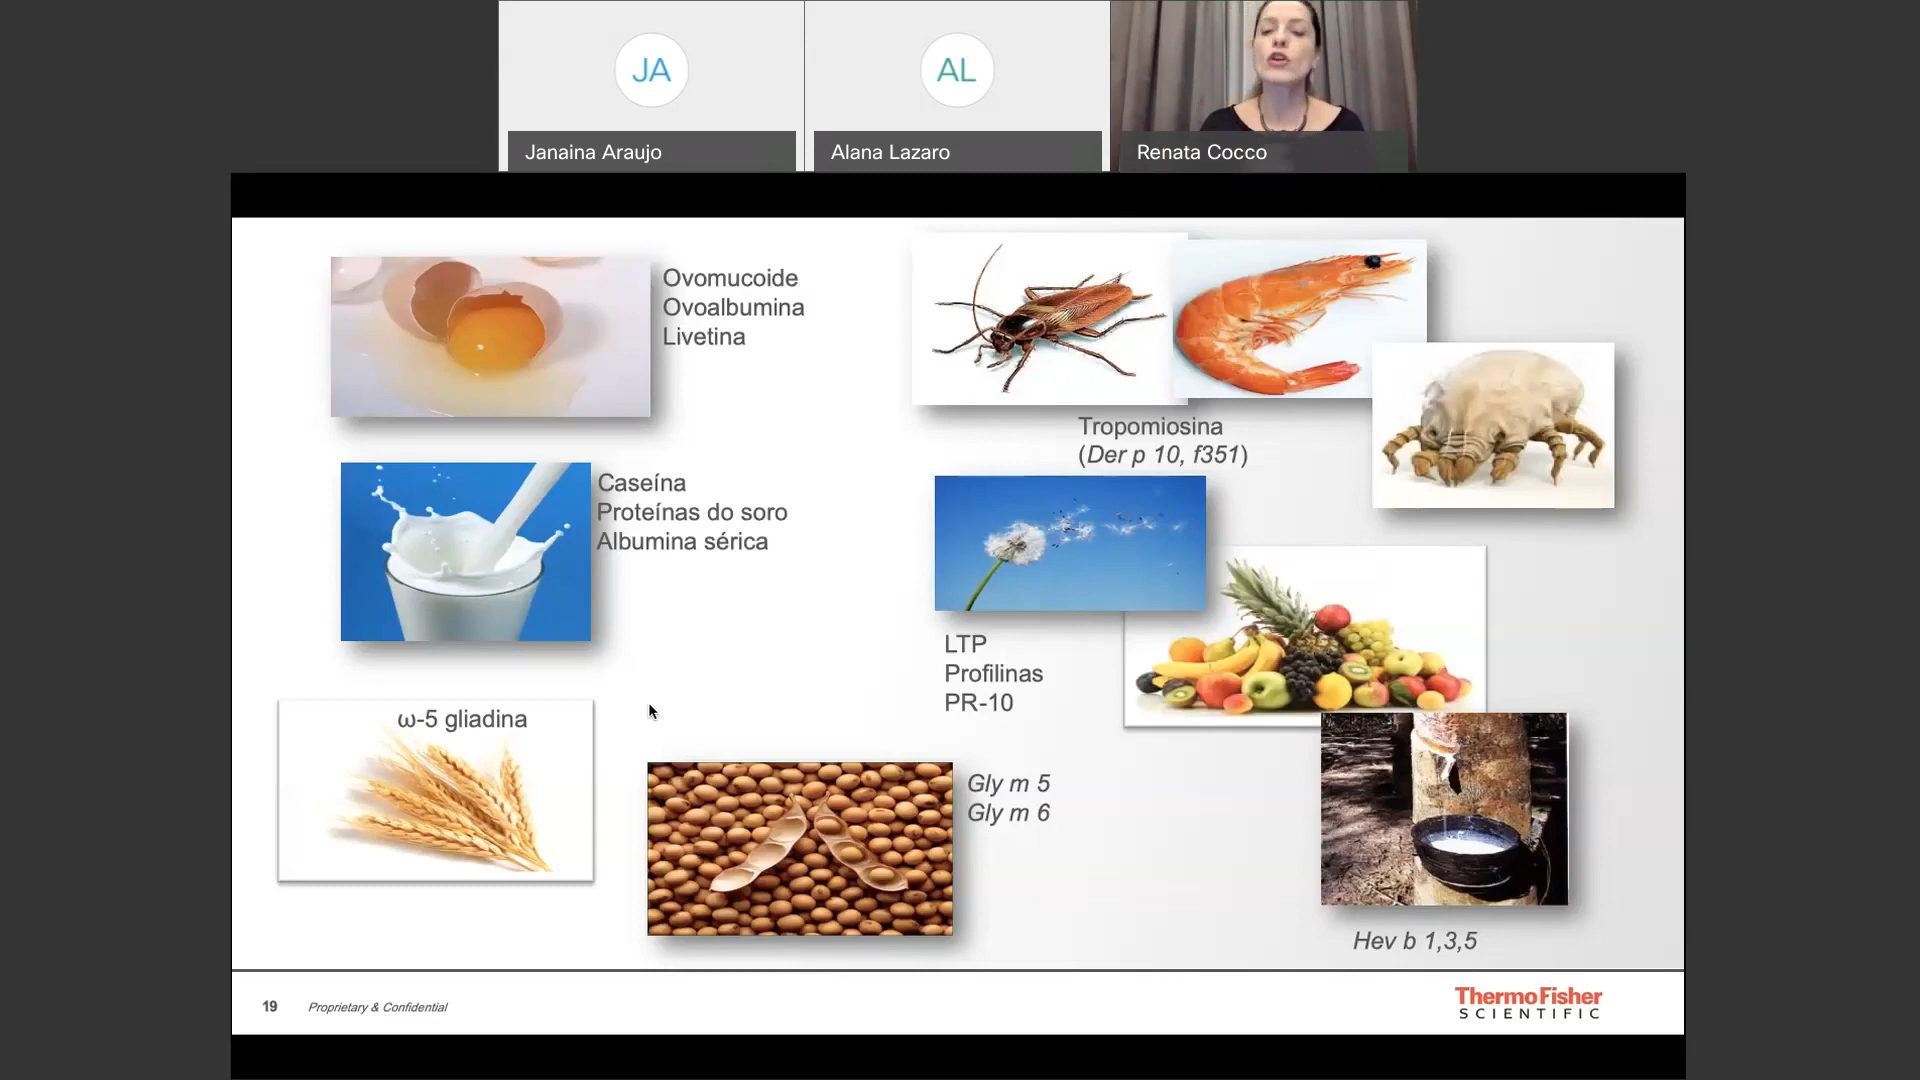 JA
AL
Janaina Araujo
Alana Lazaro
Renata Cocco
Ovomucoide
Ovoalbumina
Livetina
Tropomiosina
(Der p 10, f351)
Caseína
Proteínas do soro
Albumina sérica
LTP
Profilinas
PR-10
ω-5 gliadina
Gly m 5
Gly m 6
Hev b 1,3,5
19
Proprietary & Confidential
ThermoFisher
SCIENTIFIC